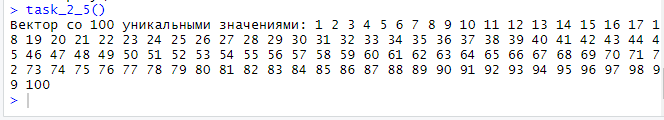 > task_2_5()
Вектор со 100 уникальными значениями: 1 2 3 4 5 6 7 8 9 10 11 12 13 14 15 16 17 1
8 19 20 21 22 23 24 25 26 27 28 29 30 31 32 33 34 35 36 37 38 39 40 41 42 43 44 4
5 46 47 48 49 50 51 52 53 54 55 56 57 58 59 60 61 62 63 64 65 66 67 68 69 70 71 7
2 73 74 75 76 77 78 79 80 81 82 83 84 85 86 87 88 89 90 91 92 93 94 95 96 97 98 9
9 100
>